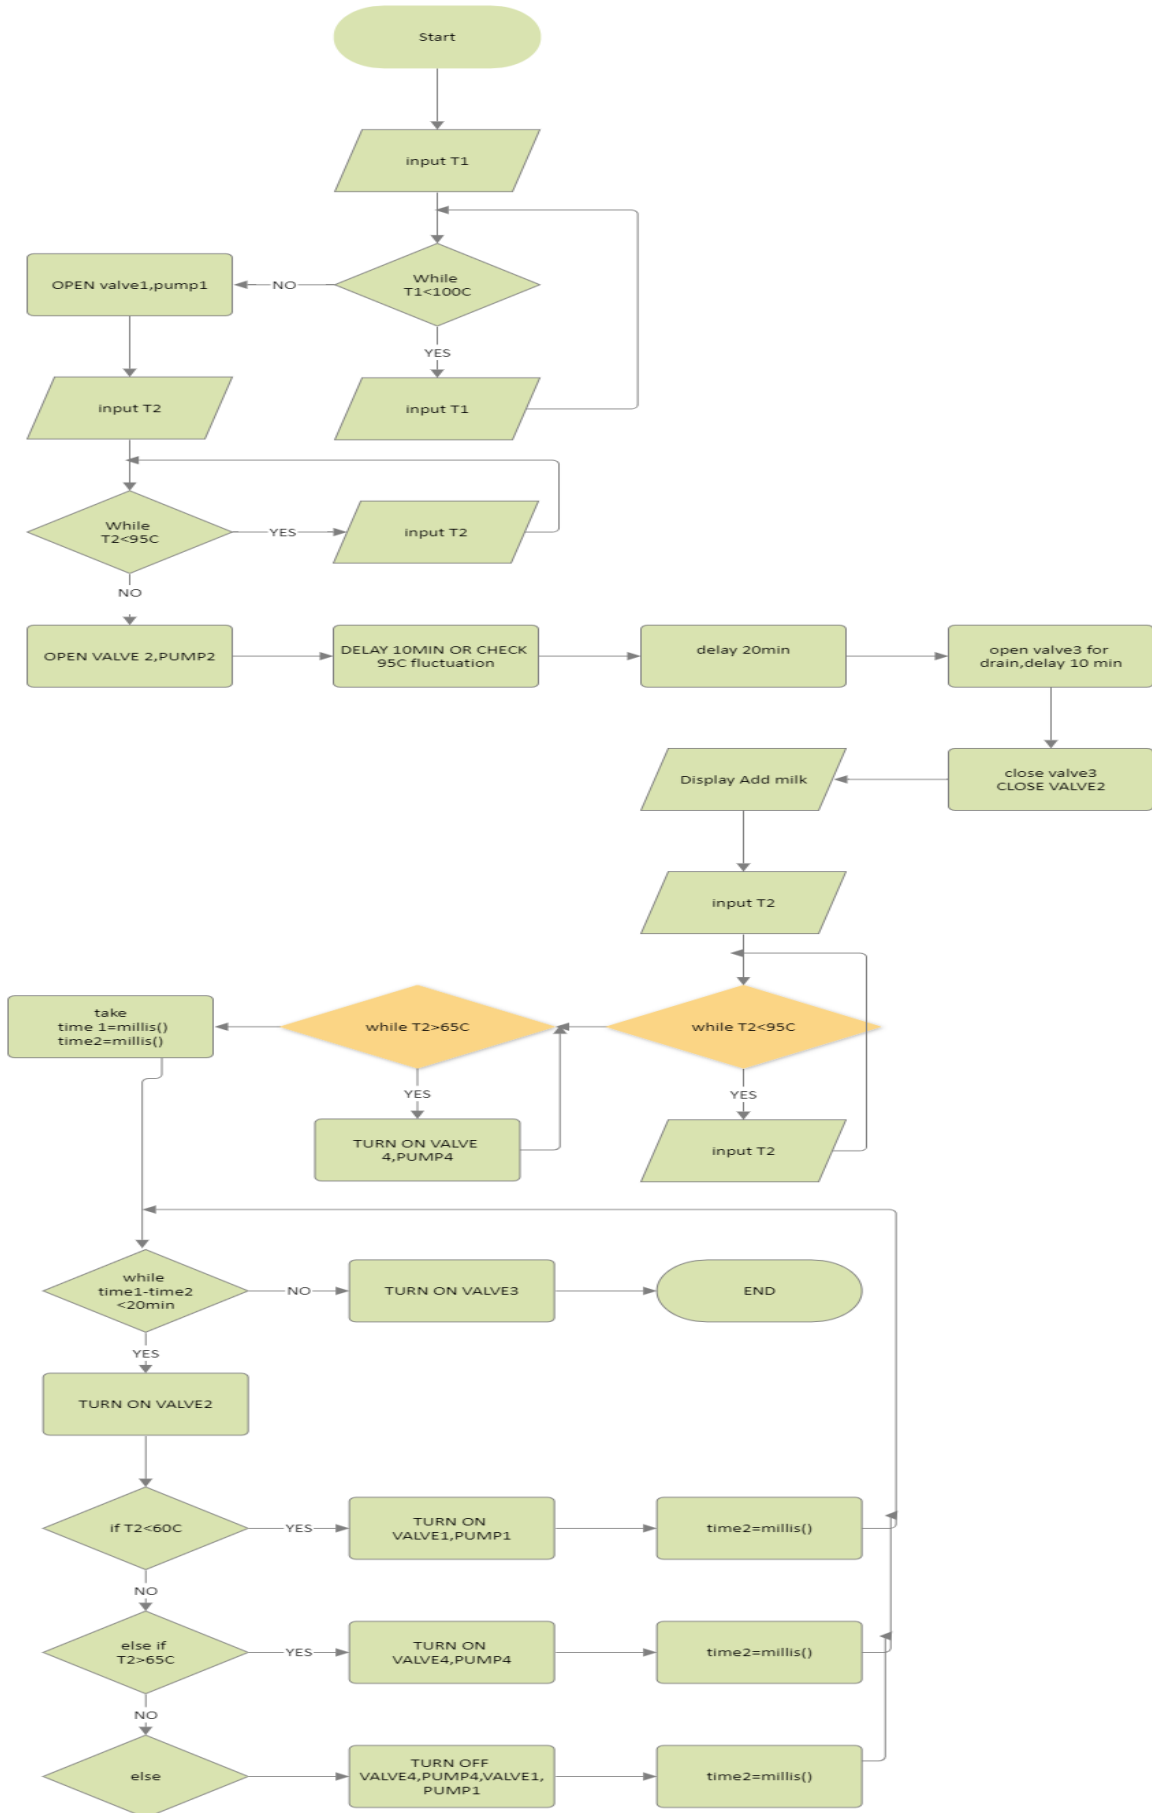 Start
input T1
While
T1<100C
NO
OPEN valve1,pump1
YES
input T1
input T2
While
T2<95C
YES
input T2
NO
OPEN VALVE 2,PUMP2
DELAY 10MIN OR CHECK
95C fluctuation
delay 20min
open valve3 for
drain,delay 10 min
close valve3
CLOSE VALVE2
Display Add milk
input T2
while T2<95C
YES
input T2
while T2>65C
YES
TURN ON VALVE
4,PUMP4
take
time 1=millis()
time2=millis()
while
time1-time2
<20min
NO
TURN ON VALVE3
END
YES
TURN ON VALVE2
if T2<60C
YES
TURN ON
VALVE1,PUMP1
time2=millis()
NO
else if
T2>65C
YES
TURN ON
VALVE4,PUMP4
time2=millis()
NO
else
TURN OFF
VALVE4,PUMP4,VALVE1,
PUMP1
time2=millis()